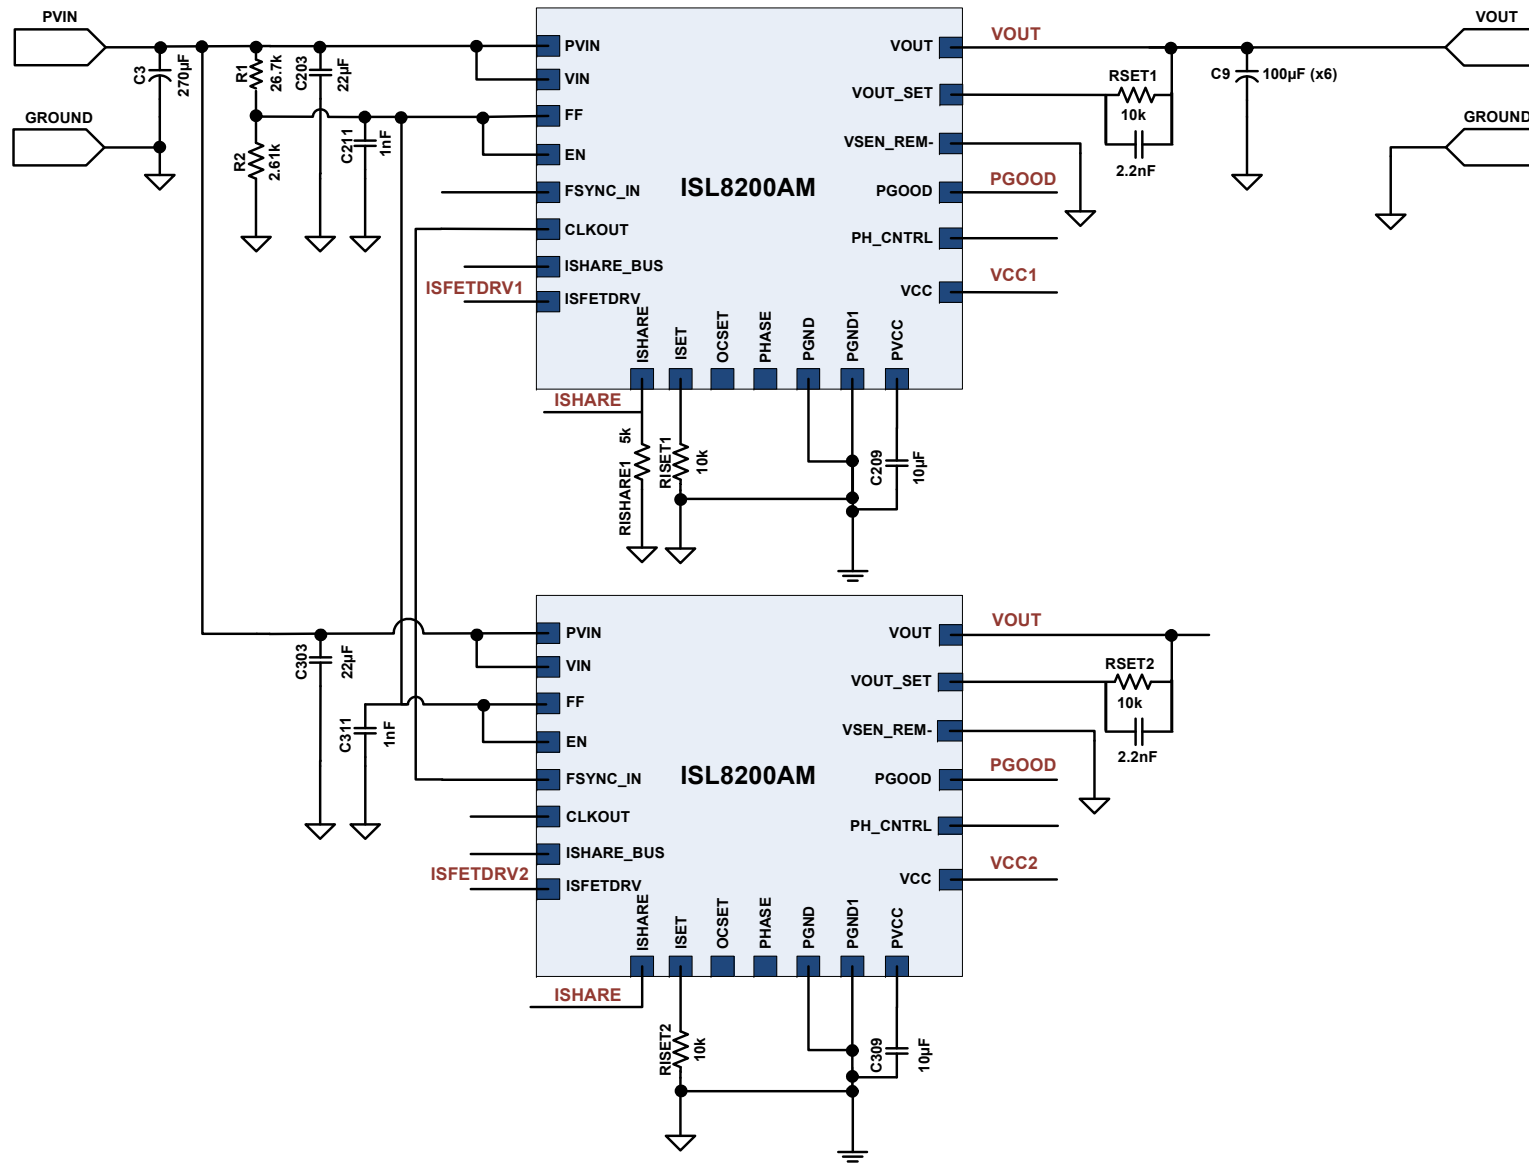 PVIN
GROUND
C3
270µF
R1
26.7k
C203
22µF
R2
2.61k
C211
1nF
PVIN
VIN
FF
EN
FSYNC_IN
CLKOUT
ISHARE_BUS
ISFETDRV
ISFETDRV1
ISL8200AM
ISHARE
ISET
OCSET
PHASE
PGND
PGND1
PVCC
VOUT
VOUT_SET
VSEN_REM-
PGOOD
PH_CNTRL
VCC
VOUT
PGOOD
VCC1
RSET1
10k
2.2nF
C9
100µF (x6)
VOUT
GROUND
ISHARE
RISHARE1
5k
RISET1
10k
C209
10µF
C303
22µF
C311
1nF
PVIN
VIN
FF
EN
FSYNC_IN
CLKOUT
ISHARE_BUS
ISFETDRV
ISFETDRV2
ISL8200AM
ISHARE
ISET
OCSET
PHASE
PGND
PGND1
PVCC
VOUT
VOUT_SET
VSEN_REM-
PGOOD
PH_CNTRL
VCC
VOUT
PGOOD
VCC2
RSET2
10k
2.2nF
ISHARE
RISET2
10k
C309
10µF